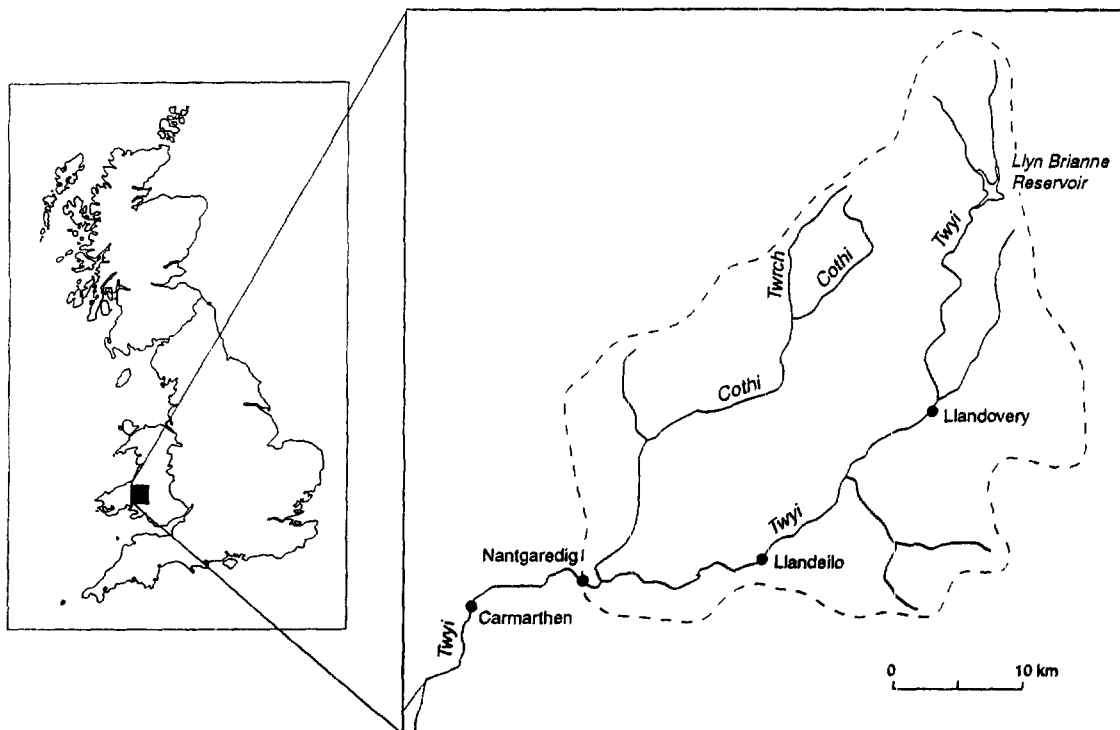 Llyn Brianne
Reservoir
Twyi
Twrch
Cothi
Cothi
Llandovery
Twyi
Nantgaredig
Llandeilo
Carmarthen
Twyi
0 10 km